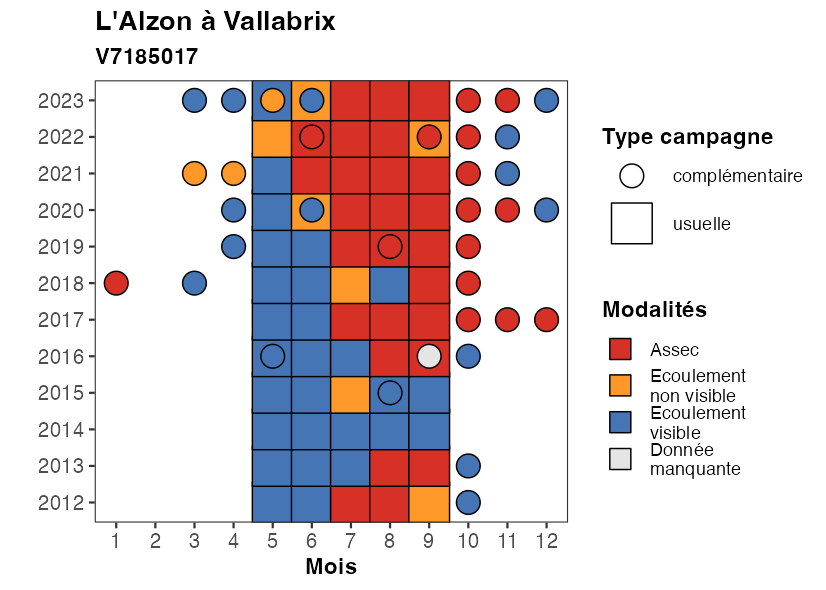 L'Alzon à Vallabrix
V7185017
2023
2022
2021
2020
2019
2018
2017
2016
2015
2014
2013
2012
1 2 3 4 5 6 7 8 9 10 11 12
Mois
Type campagne
complémentaire
usuelle
Modalités
Assec
Ecoulement
non visible
Ecoulement
visible
Donnée
manquante